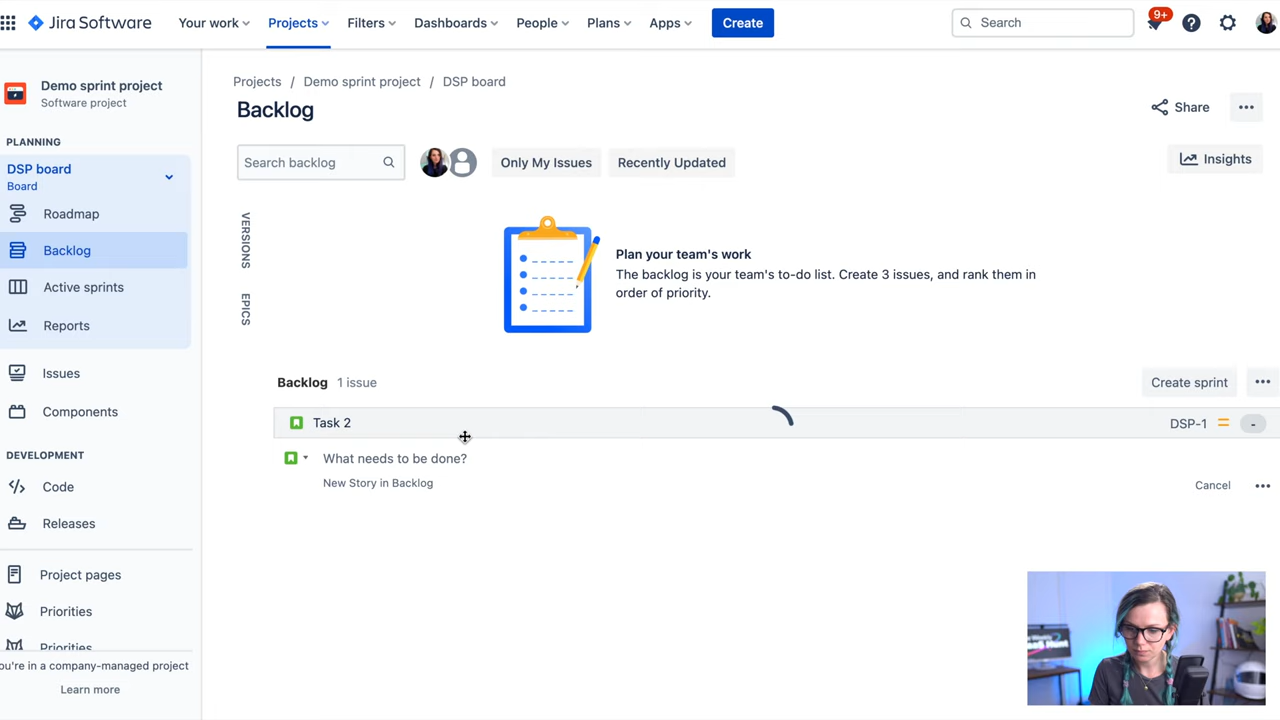 Jira Software
Your work
Projects
Filters
Dashboards
People
Plans
Apps
Create
Search
9+
Demo sprint project
Software project
PLANNING
DSP board
Board
Roadmap
Backlog
Active sprints
Reports
Issues
Components
DEVELOPMENT
Code
Releases
Project pages
Priorities
Priorities
You're in a company-managed project
Learn more
Projects / Demo sprint project / DSP board
Backlog
Share
Search backlog
Only My Issues
Recently Updated
Insights
VERSIONS
EPICS
Plan your team's work
The backlog is your team's to-do list. Create 3 issues, and rank them in
order of priority.
Backlog 1 issue
Create sprint
Task 2
DSP-1
-
What needs to be done?
New Story in Backlog
Cancel